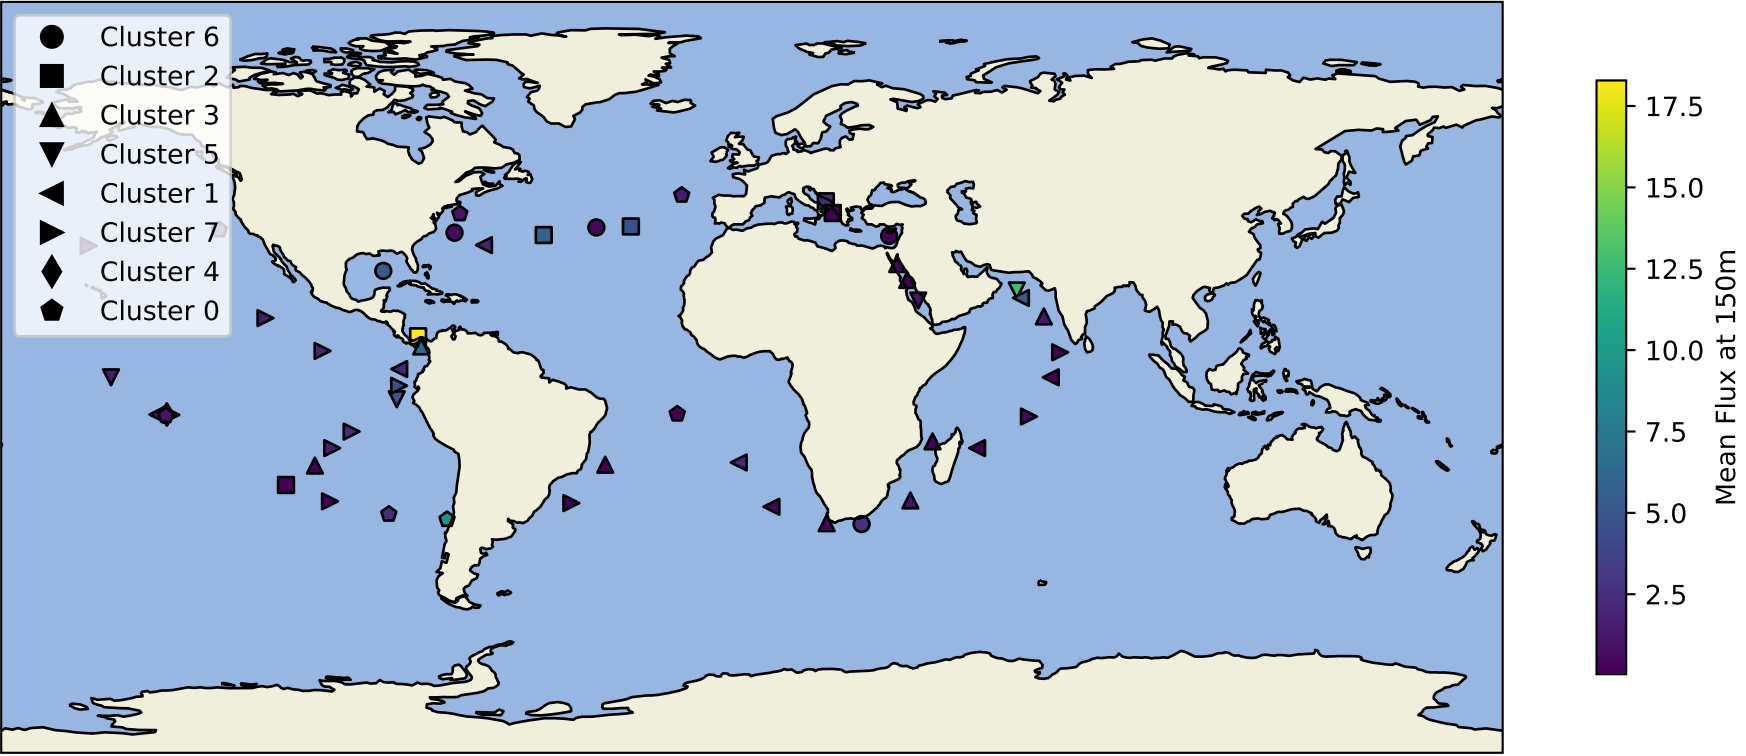 Cluster 6
Cluster 2
Cluster 3
Cluster 5
Cluster 1
Cluster 7
Cluster 4
Cluster 0
17.5
15.0
12.5
10.0
7.5
5.0
2.5
Mean Flux at 150m